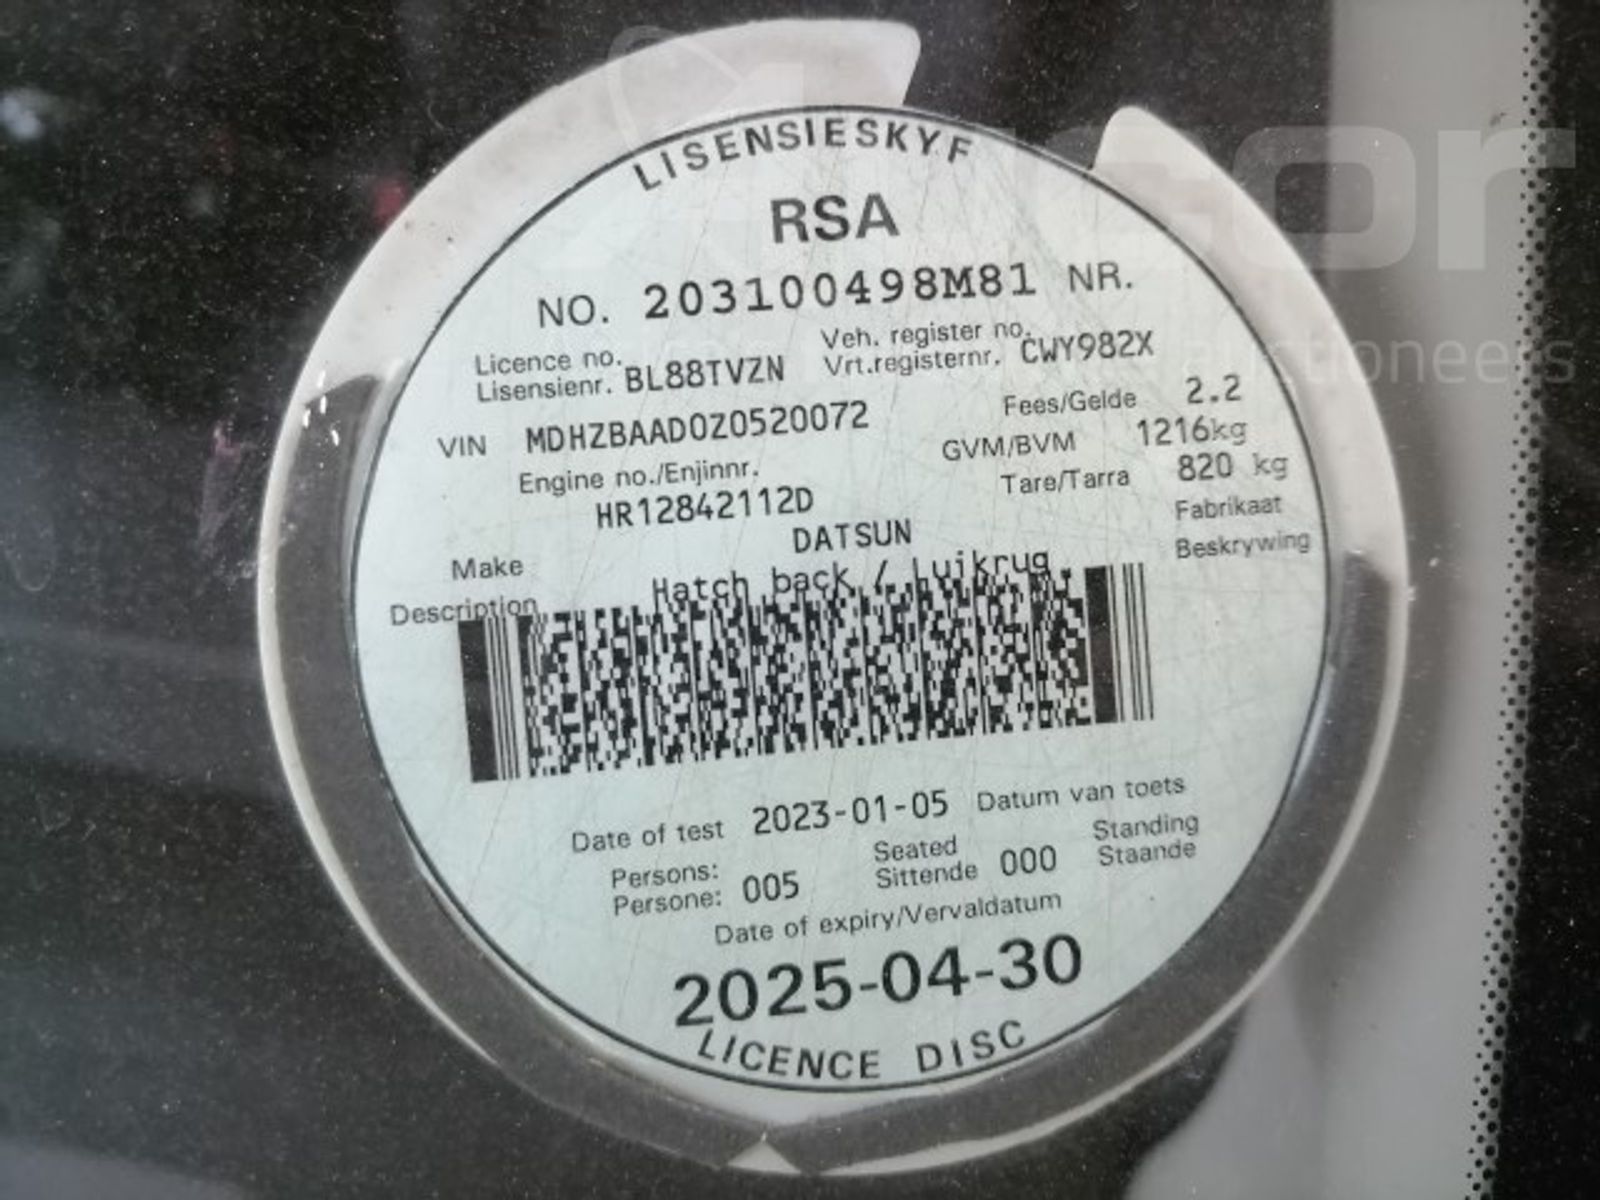 LISENSIESKYF
RSA
NO. 203100498M81 NR.
Licence no. Veh. register no.
Lisensienr. BL88TVZN Vrt.registernr. CWY982X
VIN MDHZBAAD0Z0520072 Fees/Gelde 2.2
Engine no./Enjinnr. GVM/BVM 1216kg
HR12842112D Tare/Tarra 820 kg
Make DATSUN Fabrikaat
Description Hatch back / Luikrug Beskrywing
Date of test 2023-01-05 Datum van toets
Persons: Seated Standing
Persone: 005 Sittende 000 Staande
Date of expiry/Vervaldatum
2025-04-30
LICENCE DISC